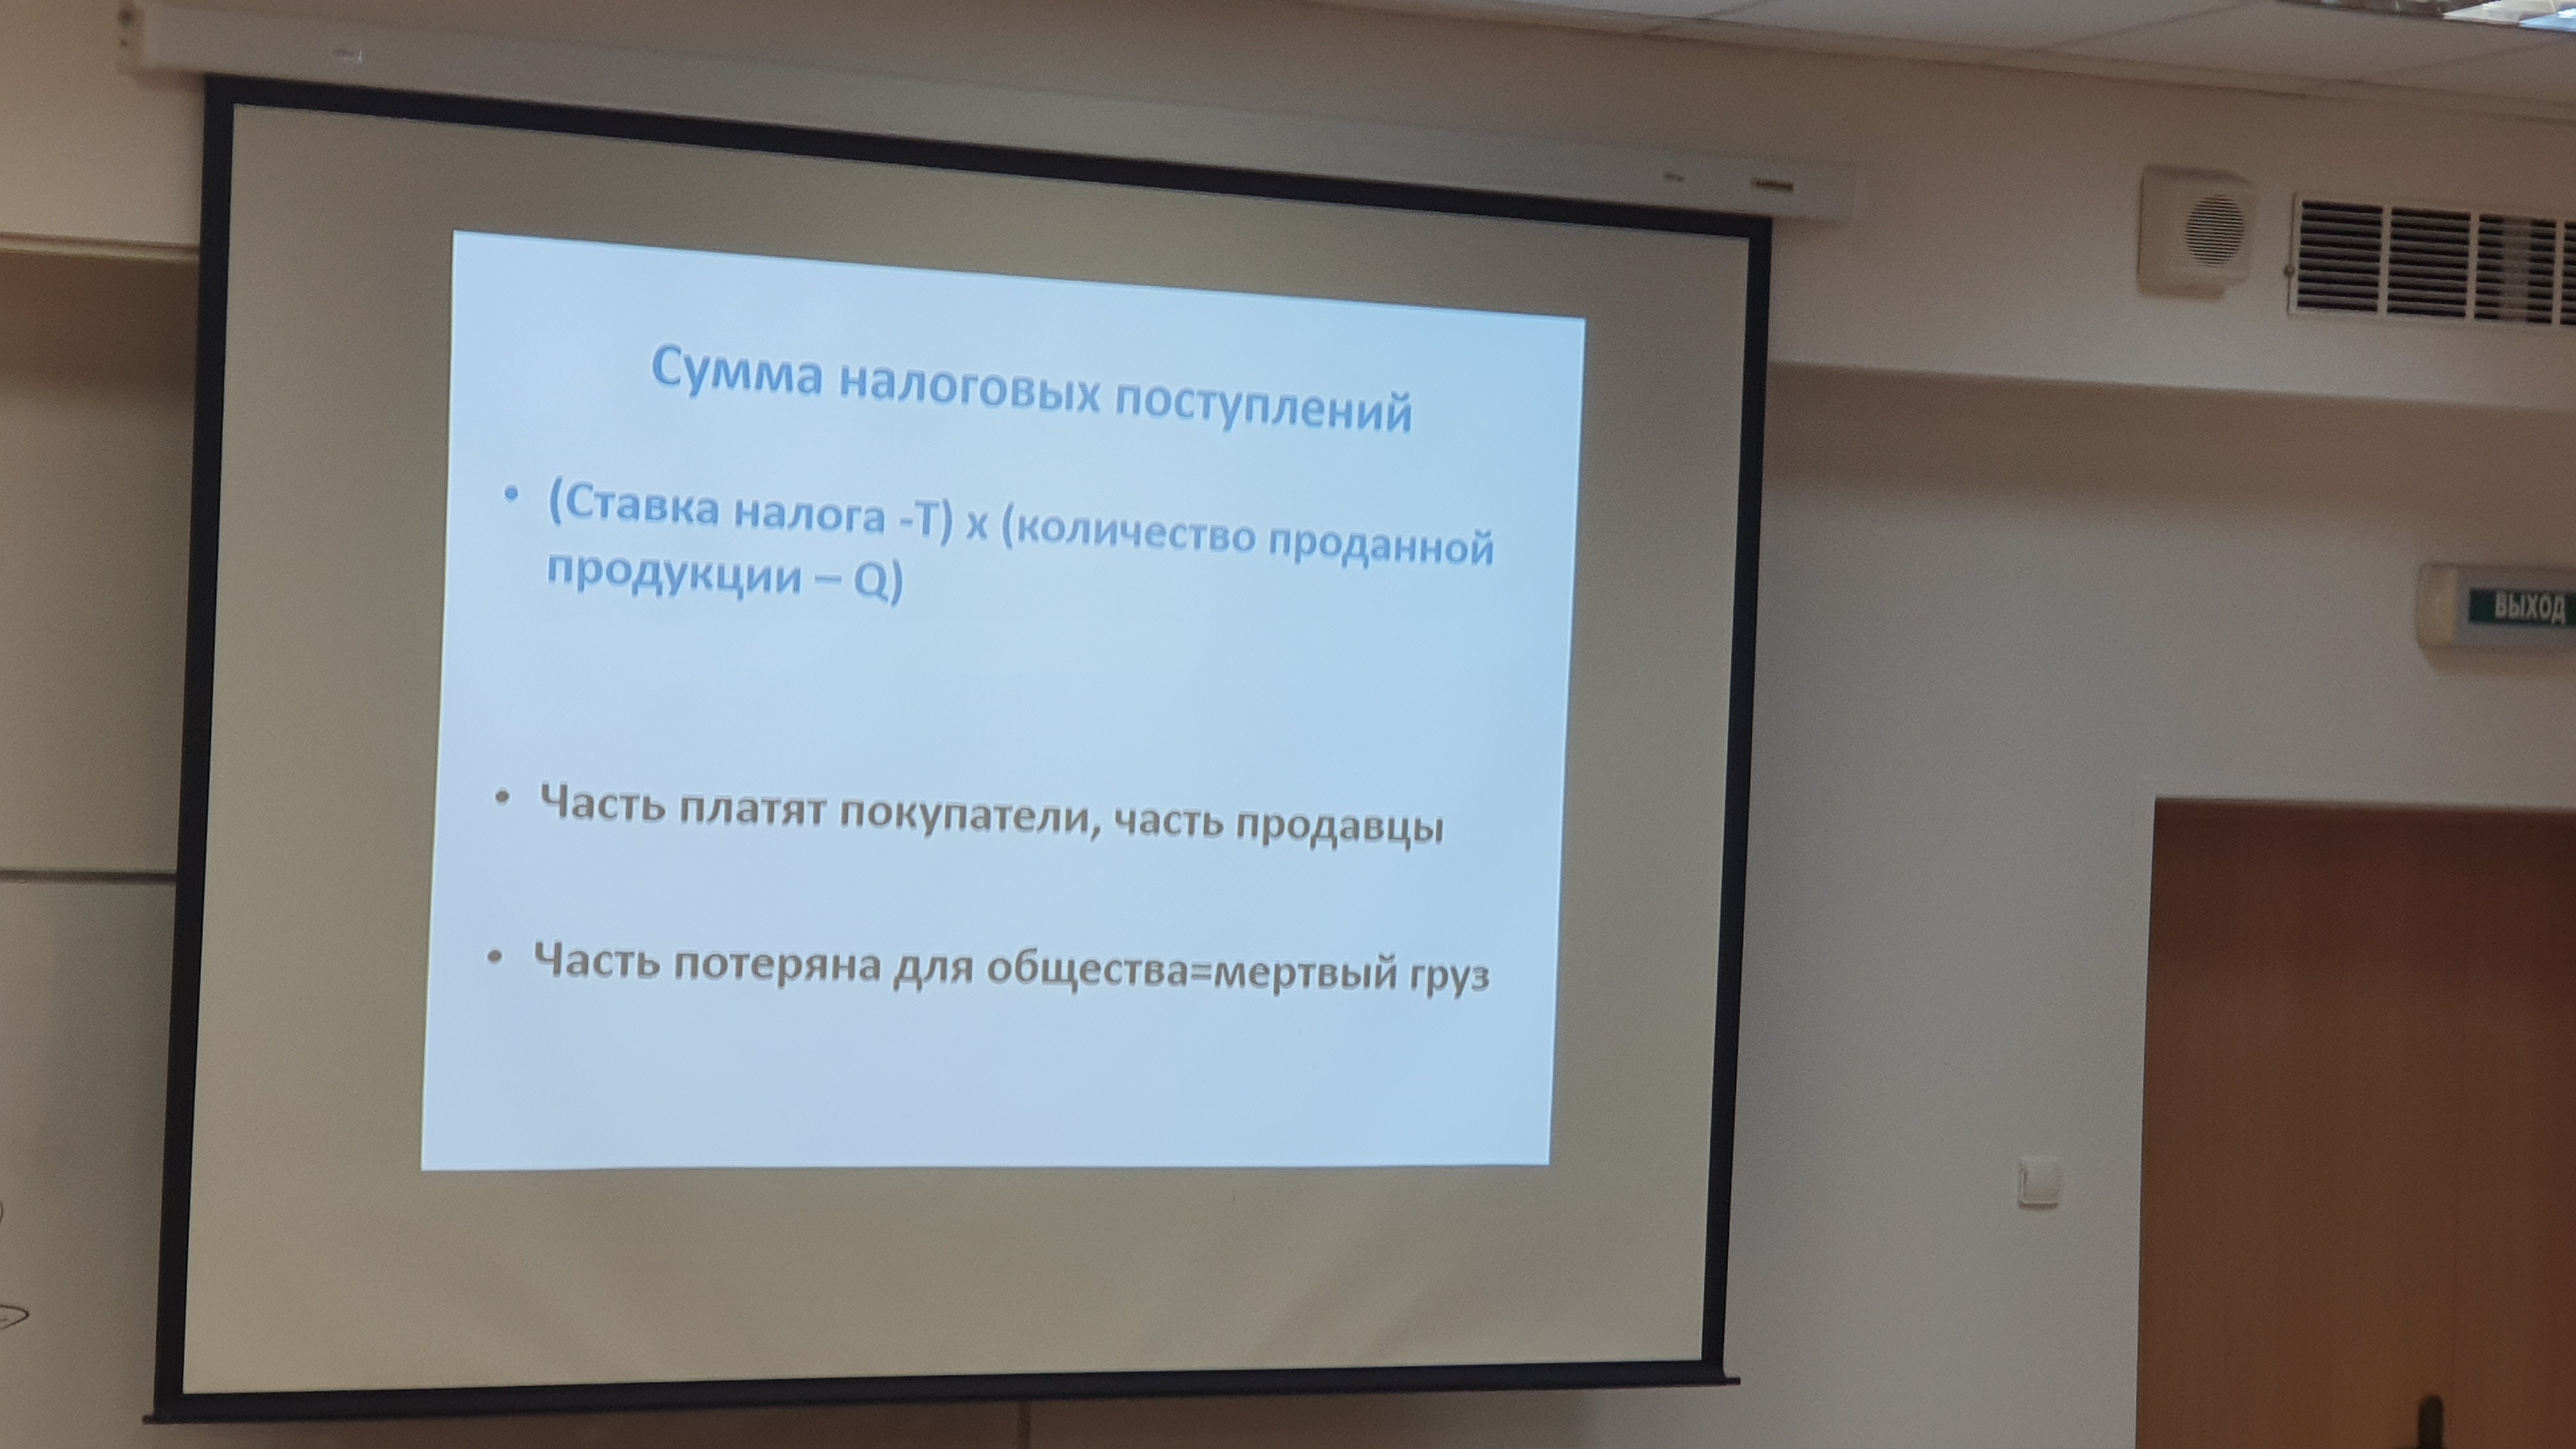 Сумма налоговых поступлений
• (Ставка налога -T) x (количество проданной
продукции – Q)
• Часть платят покупатели, часть продавцы
• Часть потеряна для общества=мертвый груз
ВЫХОД